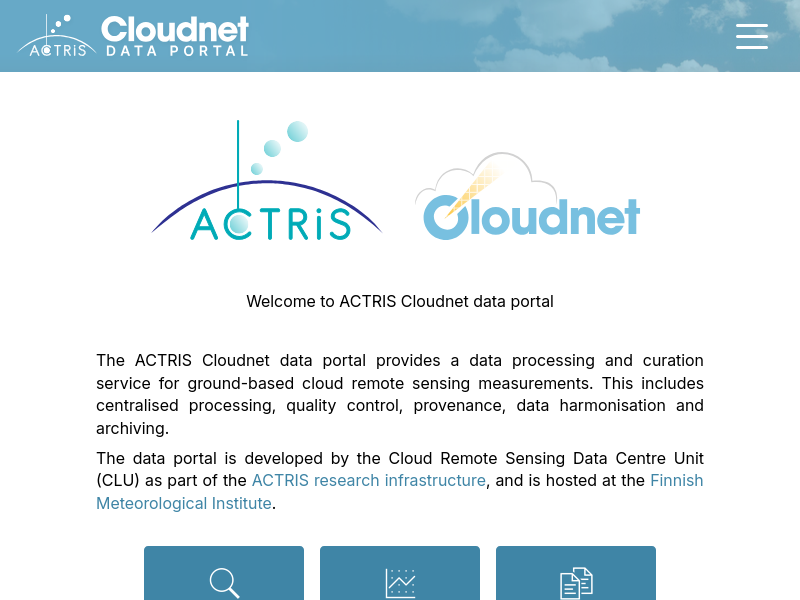 ACTRiS Cloudnet
DATA PORTAL
ACTRiS Cloudnet
Welcome to ACTRIS Cloudnet data portal
The ACTRIS Cloudnet data portal provides a data processing and curation
service for ground-based cloud remote sensing measurements. This includes
centralised processing, quality control, provenance, data harmonisation and
archiving.
The data portal is developed by the Cloud Remote Sensing Data Centre Unit
(CLU) as part of the ACTRIS research infrastructure, and is hosted at the Finnish
Meteorological Institute.